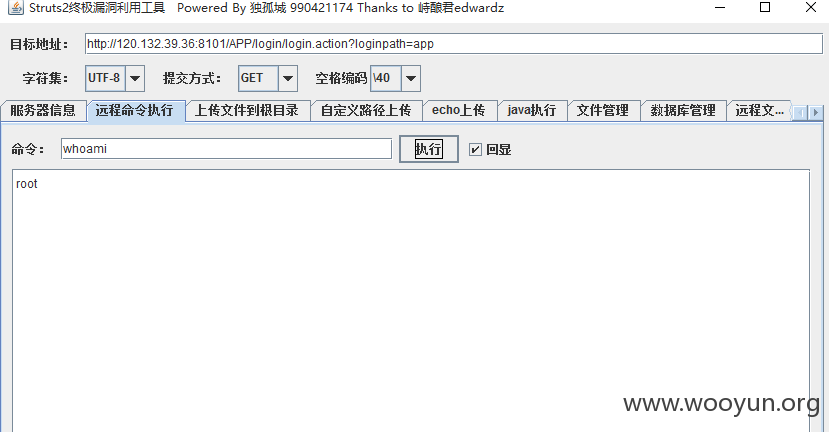 Struts2终极漏洞利用工具 Powered By 独孤城 990421174 Thanks to 峙酿君edwardz
目标地址： http://120.132.39.36:8101/APP/login/login.action?loginpath=app
字符集： UTF-8 提交方式： GET 空格编码 \40
服务器信息 远程命令执行 上传文件到根目录 自定义路径上传 echo上传 java执行 文件管理 数据库管理 远程文...
命令： whoami 执行 回显
root
www.wooyun.org